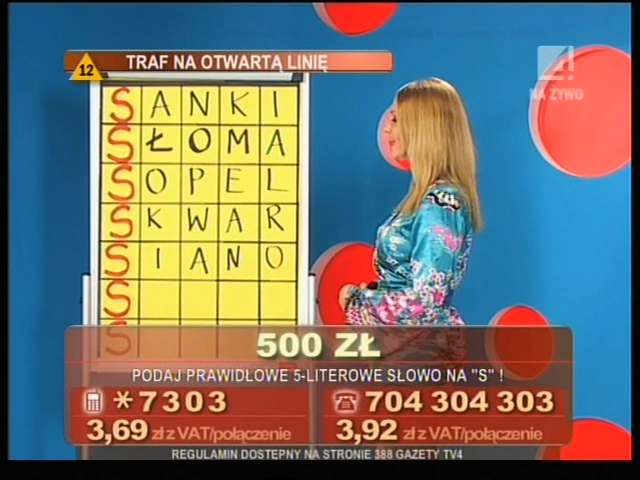 12
TRAF NA OTWARTĄ LINIĘ
4!
NA ŻYWO
SANKI
SŁOMA
SOPEL
SKWAR
SIANO
S
S
500 ZŁ
PODAJ PRAWIDŁOWE 5-LITEROWE SŁOWO NA "S" !
*7303
704 304 303
3,69 zł z VAT/połączenie
3,92 zł z VAT/połączenie
REGULAMIN DOSTĘPNY NA STRONIE 388 GAZETY TV4